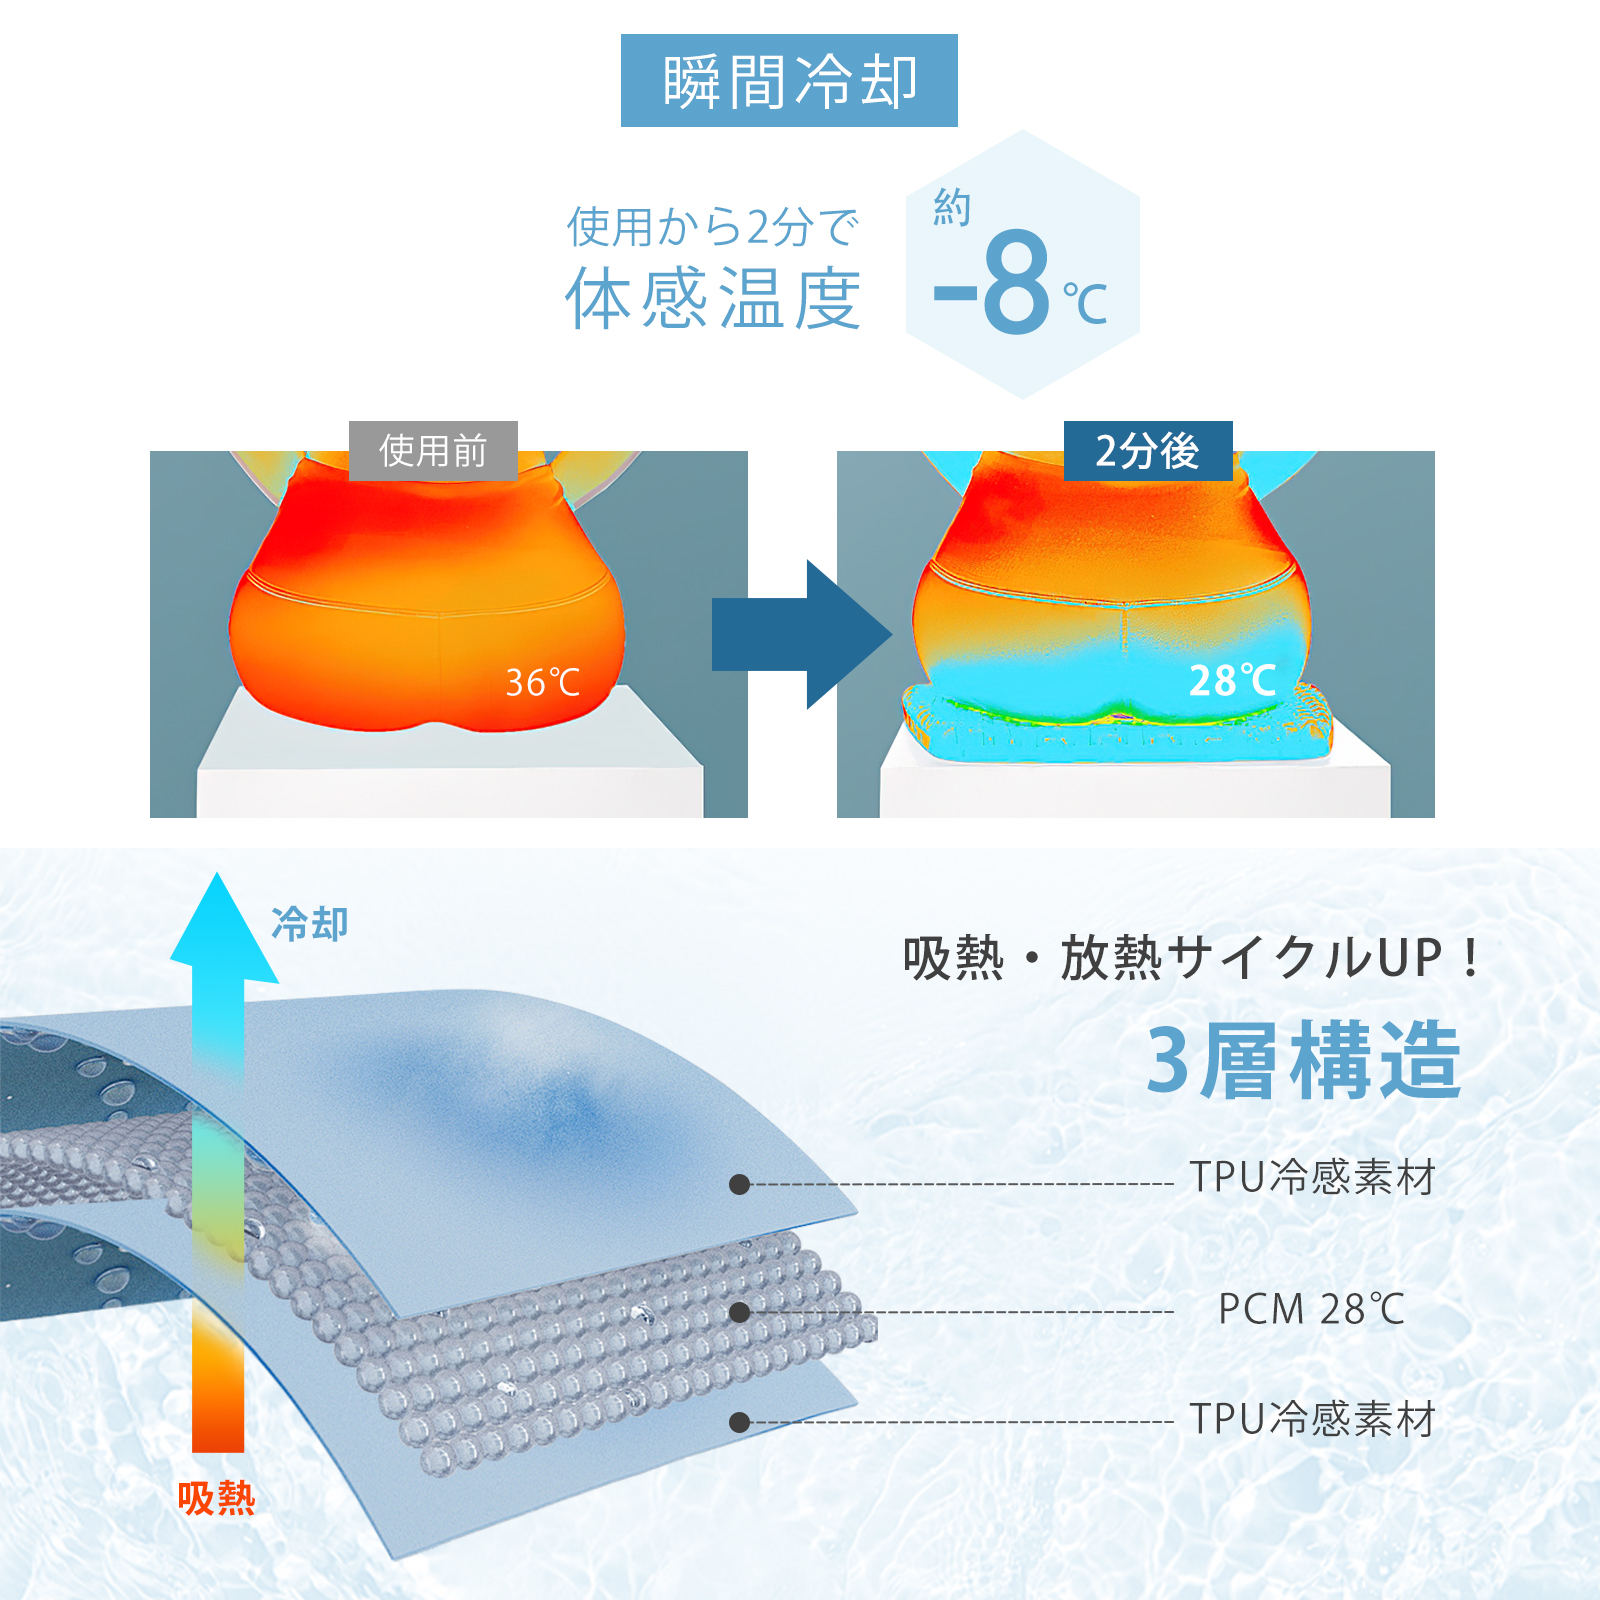 瞬間冷却
使用から2分で
体感温度
約
-8℃
使用前
2分後
36℃
28℃
冷却
吸熱・放熱サイクルUP！
3層構造
TPU冷感素材
PCM 28℃
TPU冷感素材
吸熱